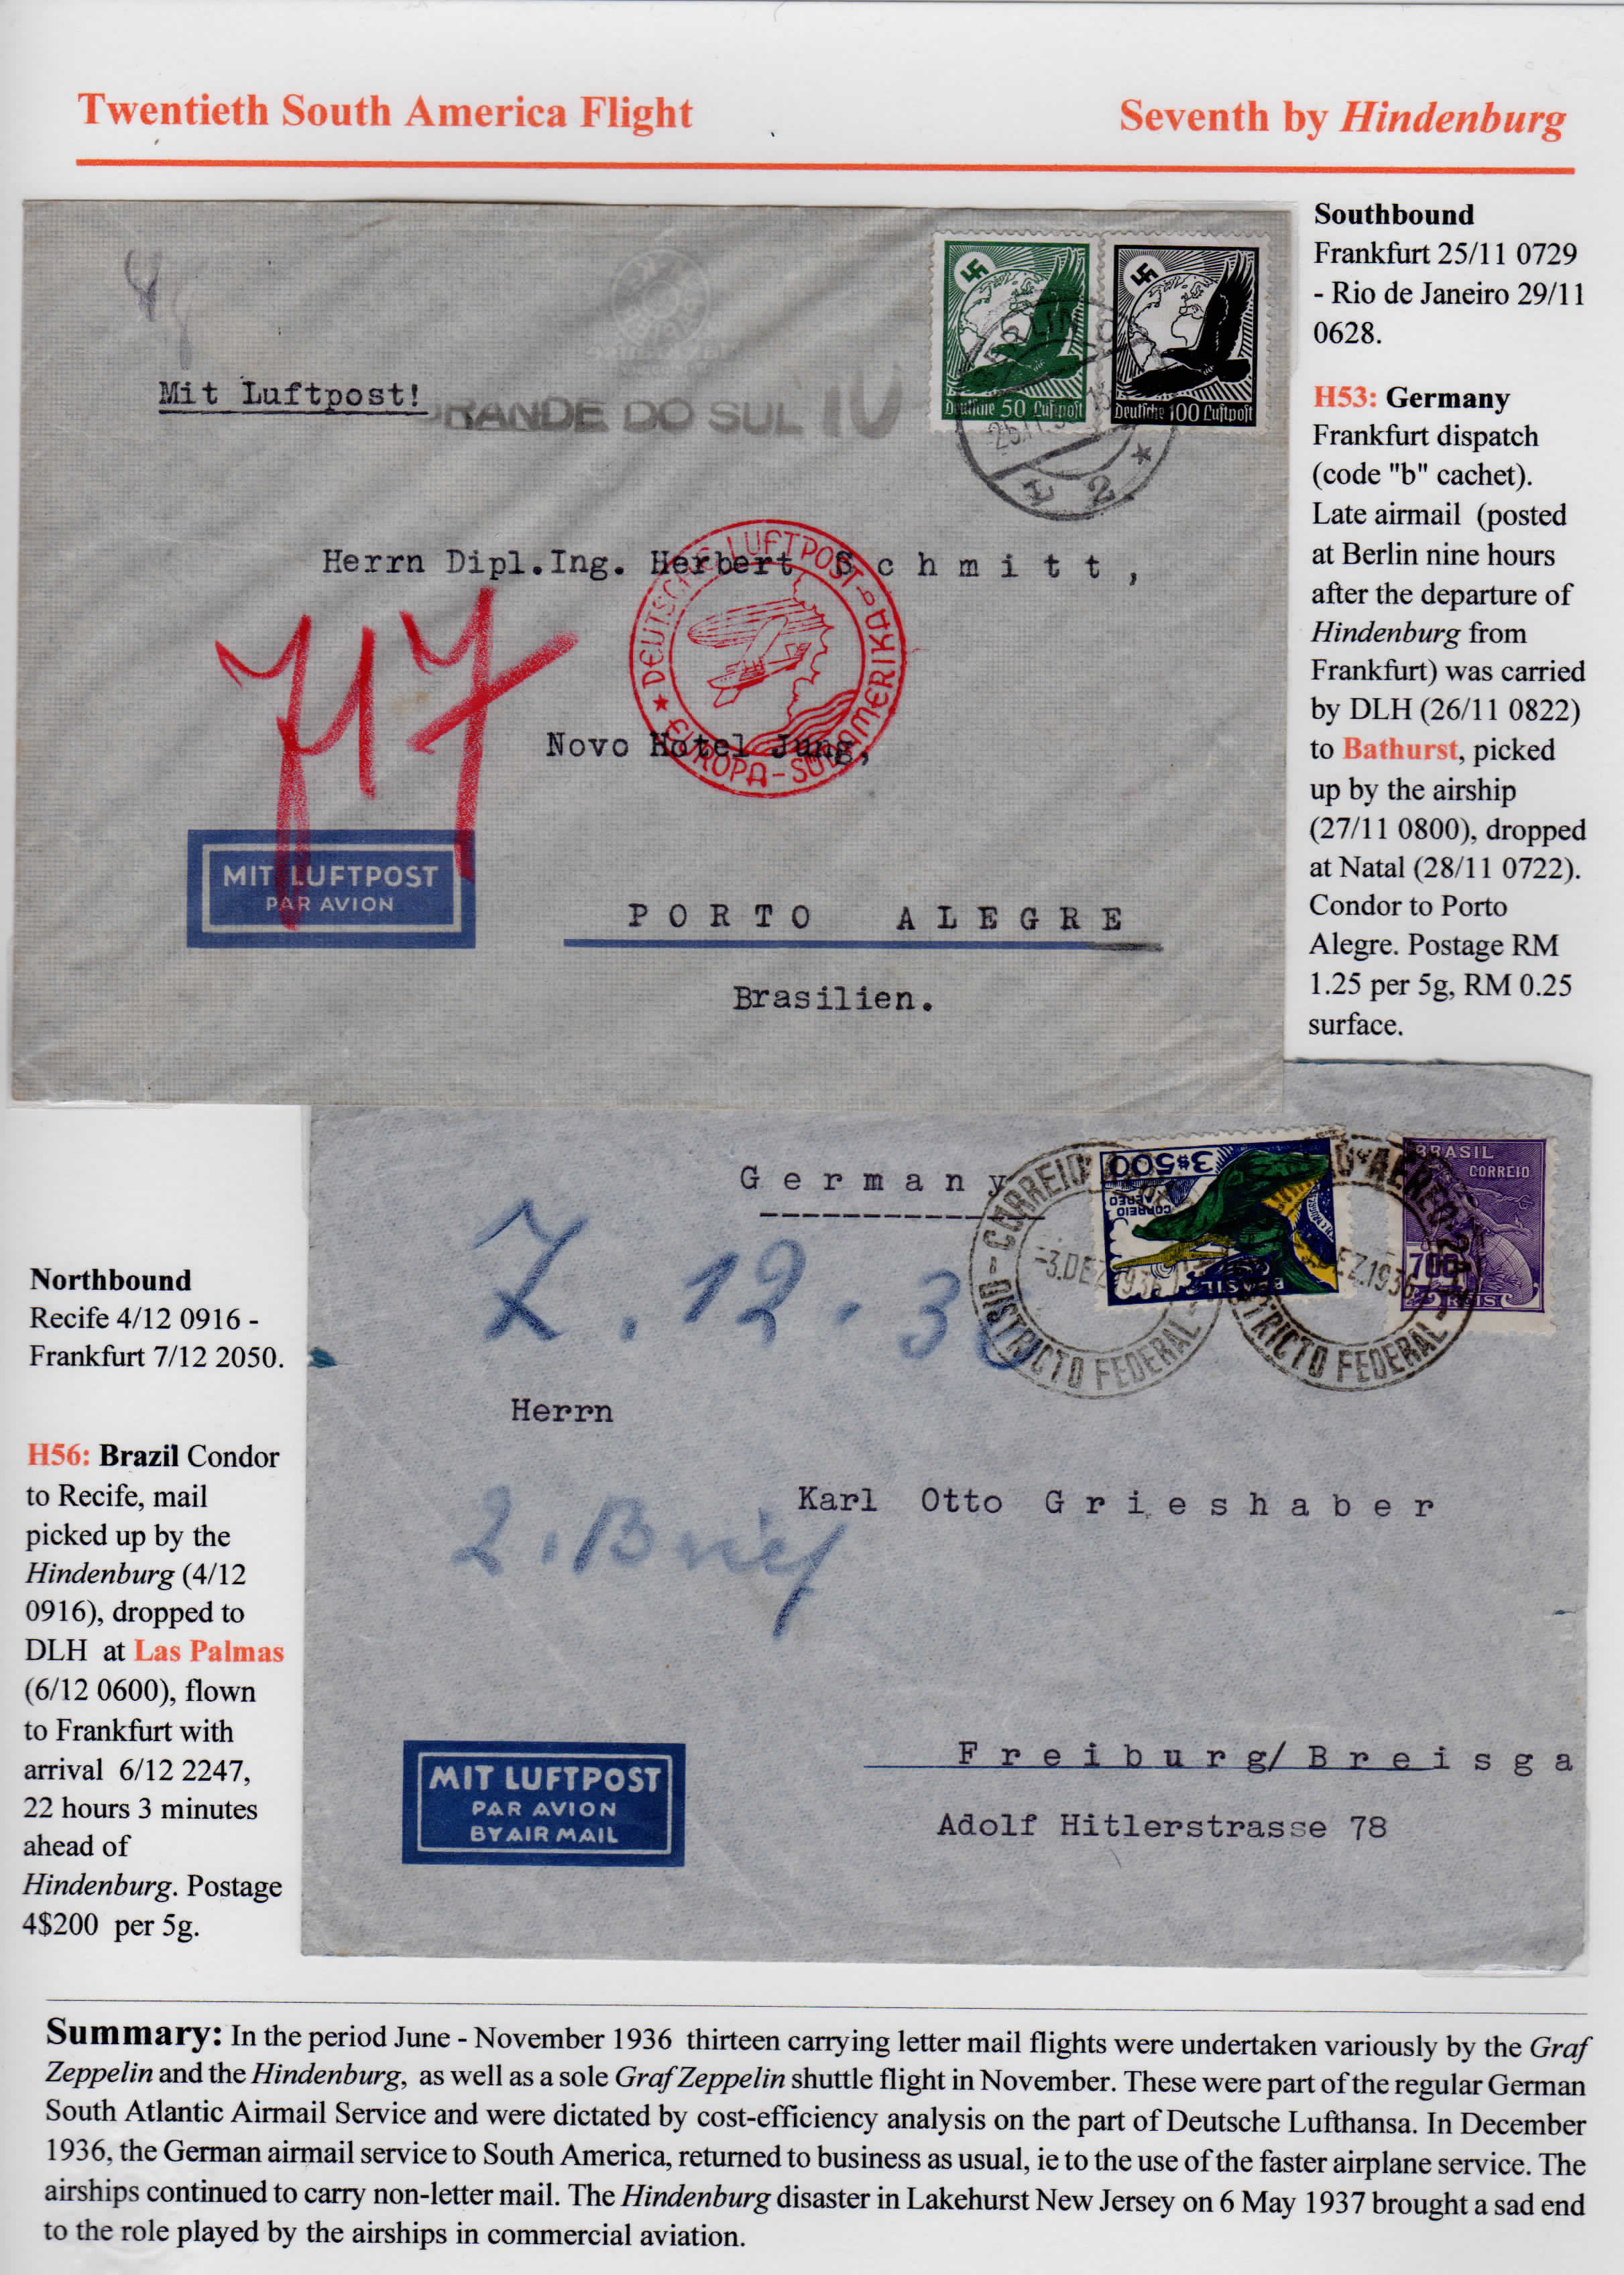 Twentieth South America Flight
Seventh by Hindenburg
Southbound
Frankfurt 25/11 0729
- Rio de Janeiro 29/11
0628.
H53: Germany
Frankfurt dispatch
(code "b" cachet).
Late airmail (posted
at Berlin nine hours
after the departure of
Hindenburg from
Frankfurt) was carried
by DLH (26/11 0822)
to Bathurst, picked
up by the airship
(27/11 0800), dropped
at Natal (28/11 0722).
Condor to Porto
Alegre. Postage RM
1.25 per 5g, RM 0.25
surface.
Deutsche 50 Luftpost
Deutsche 100 Luftpost
Mit Luftpost!
GRANDE DO SUL IV
BERLIN C 2
Herrn Dipl.Ing. Herbert Schmitt,
★ DEUTSCHE LUFTPOST b
EUROPA - SÜDAMERIKA
Novo Hotel Jung,
MIT LUFTPOST
PAR AVION
PORTO ALEGRE
Brasilien.
Germany
3$500
CORREIO
AEREO
BRASIL
BRASIL
CORREIO
700
REIS
CORREIO AEREO
-3.DEZ.1936
DISTRICTO FEDERAL
DEZ.1936
DISTRICTO FEDERAL
Z. 12. 36
Herrn
Karl Otto Grieshaber
2. Brief
Freiburg/Breisga
Adolf Hitlerstrasse 78
MIT LUFTPOST
PAR AVION
BY AIR MAIL
Northbound
Recife 4/12 0916 -
Frankfurt 7/12 2050.
H56: Brazil Condor
to Recife, mail
picked up by the
Hindenburg (4/12
0916), dropped to
DLH at Las Palmas
(6/12 0600), flown
to Frankfurt with
arrival 6/12 2247,
22 hours 3 minutes
ahead of
Hindenburg. Postage
4$200 per 5g.
Summary: In the period June - November 1936 thirteen carrying letter mail flights were undertaken variously by the Graf
Zeppelin and the Hindenburg, as well as a sole Graf Zeppelin shuttle flight in November. These were part of the regular German
South Atlantic Airmail Service and were dictated by cost-efficiency analysis on the part of Deutsche Lufthansa. In December
1936, the German airmail service to South America, returned to business as usual, ie to the use of the faster airplane service. The
airships continued to carry non-letter mail. The Hindenburg disaster in Lakehurst New Jersey on 6 May 1937 brought a sad end
to the role played by the airships in commercial aviation.